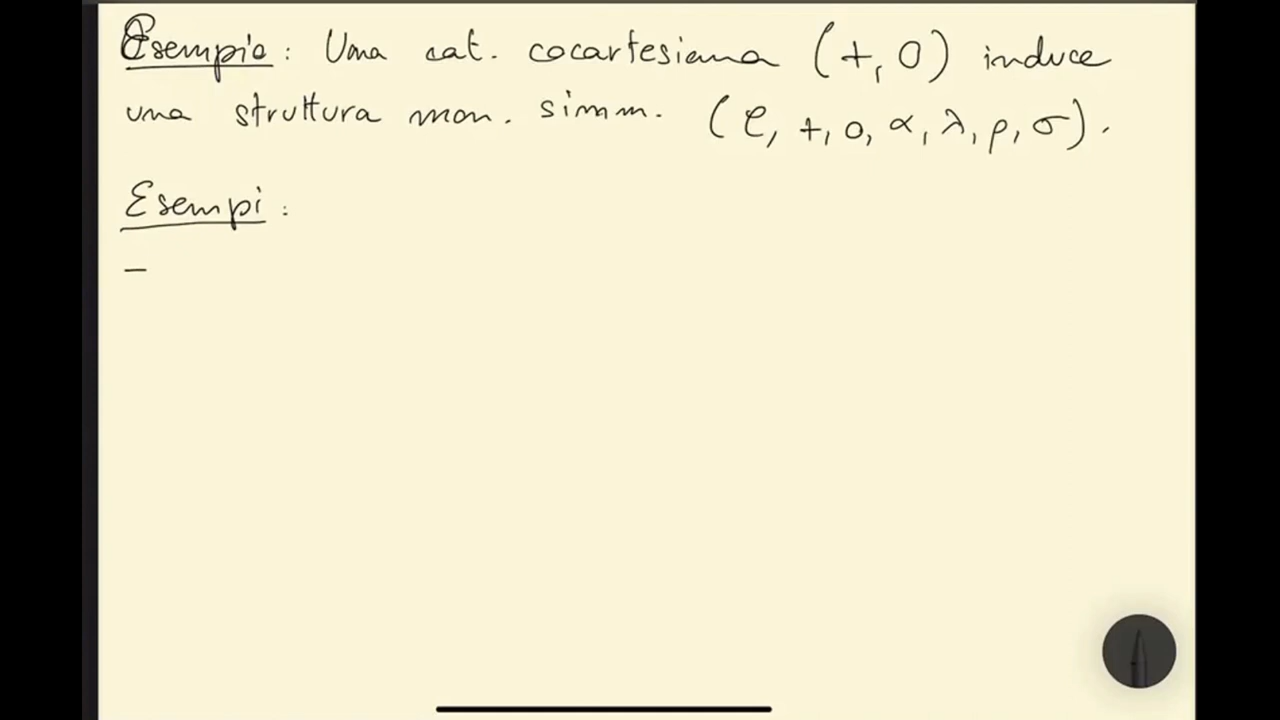 Esempio : Una cat. cocartesiana (+, 0) induce
una struttura mon. simm. (C, +, 0, α, λ, ρ, σ).
Esempi :
–